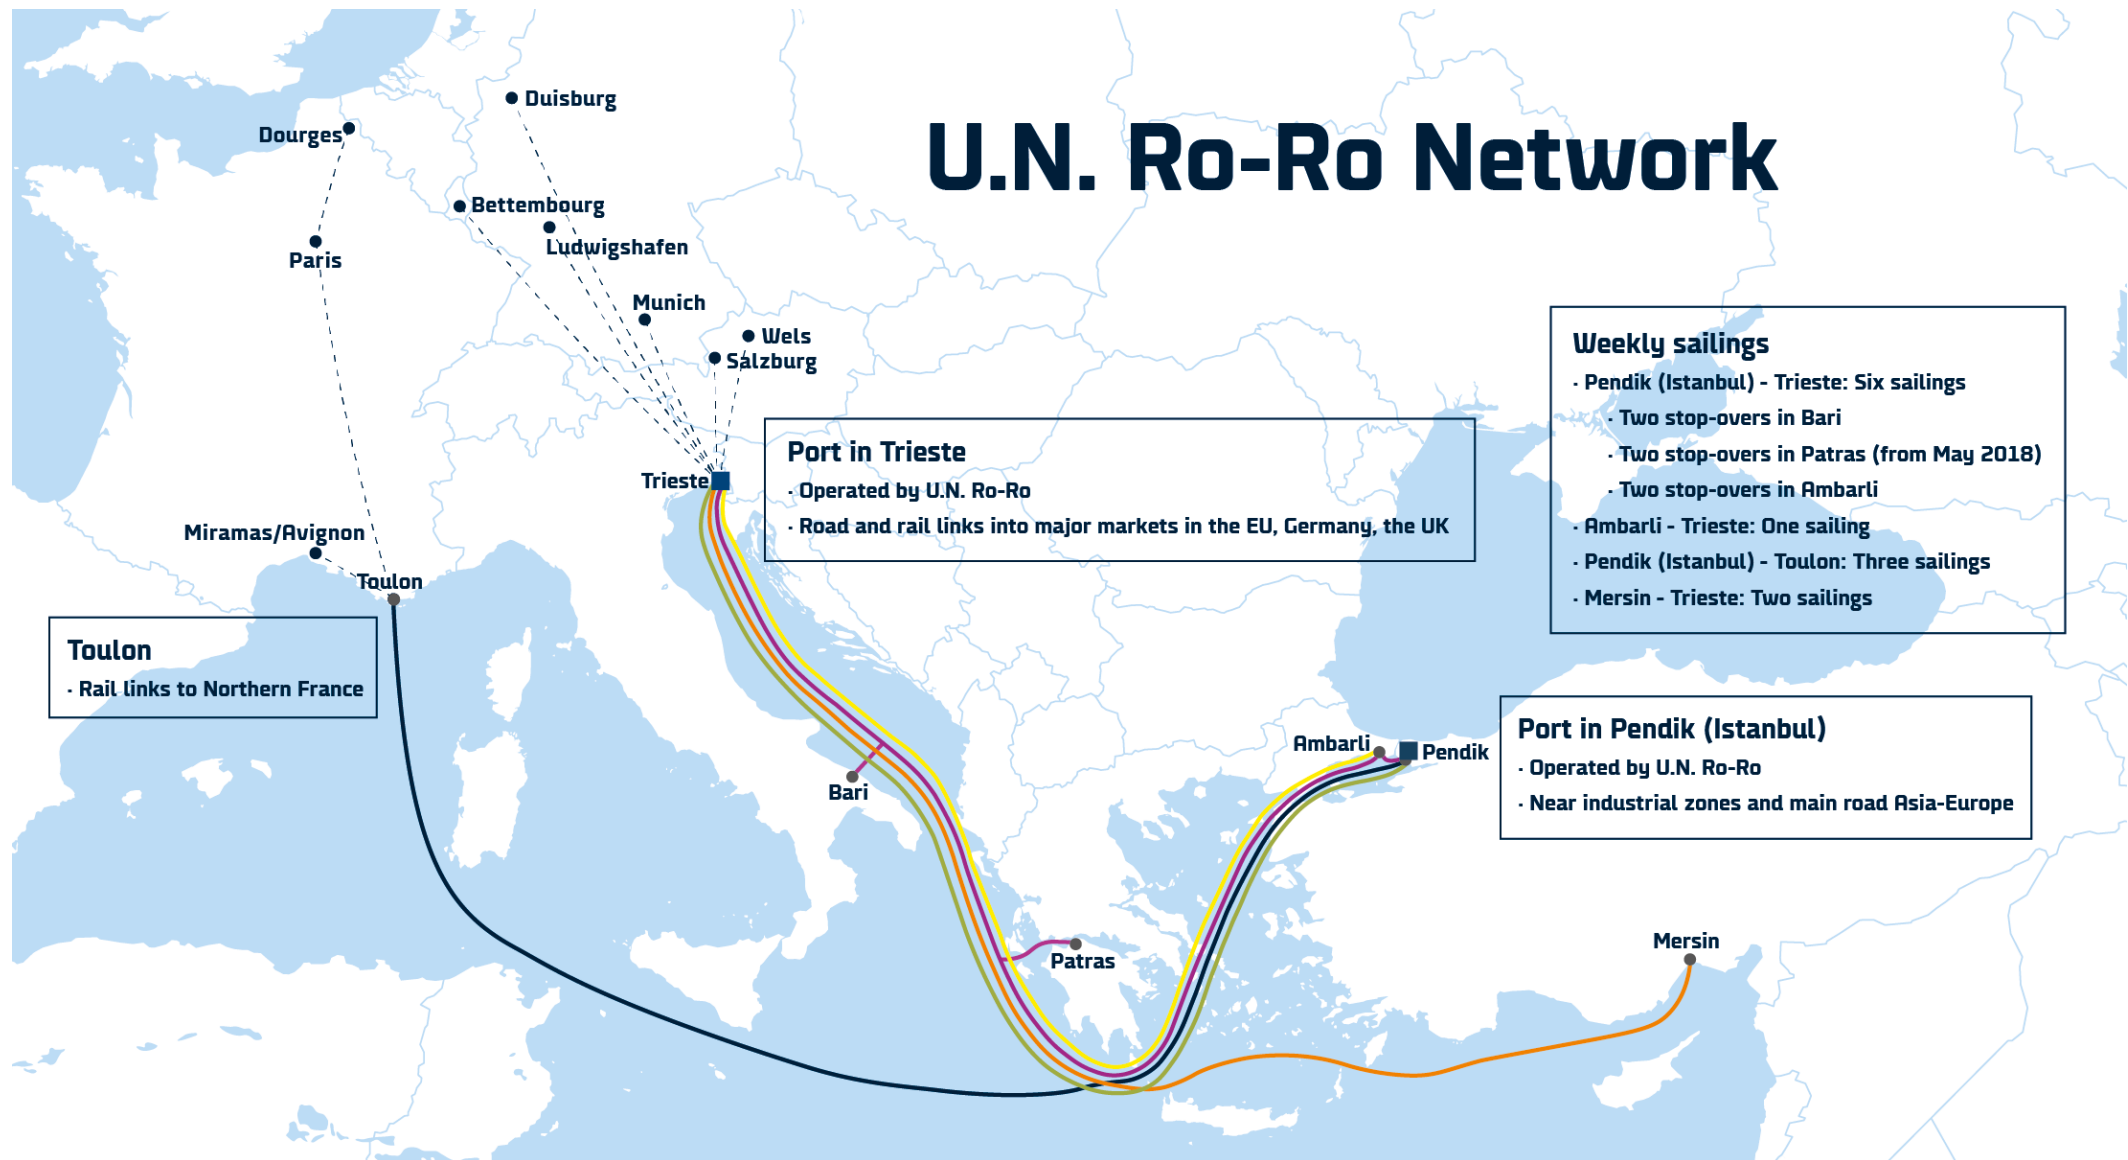 U.N. Ro-Ro Network
Duisburg
Dourges
Bettembourg
Ludwigshafen
Paris
Munich
Wels
Salzburg
Trieste
Miramas/Avignon
Toulon
Toulon
· Rail links to Northern France
Port in Trieste
· Operated by U.N. Ro-Ro
· Road and rail links into major markets in the EU, Germany, the UK
Weekly sailings
· Pendik (Istanbul) - Trieste: Six sailings
· Two stop-overs in Bari
· Two stop-overs in Patras (from May 2018)
· Two stop-overs in Ambarli
· Ambarli - Trieste: One sailing
· Pendik (Istanbul) - Toulon: Three sailings
· Mersin - Trieste: Two sailings
Port in Pendik (Istanbul)
· Operated by U.N. Ro-Ro
· Near industrial zones and main road Asia-Europe
Ambarli
Pendik
Bari
Patras
Mersin